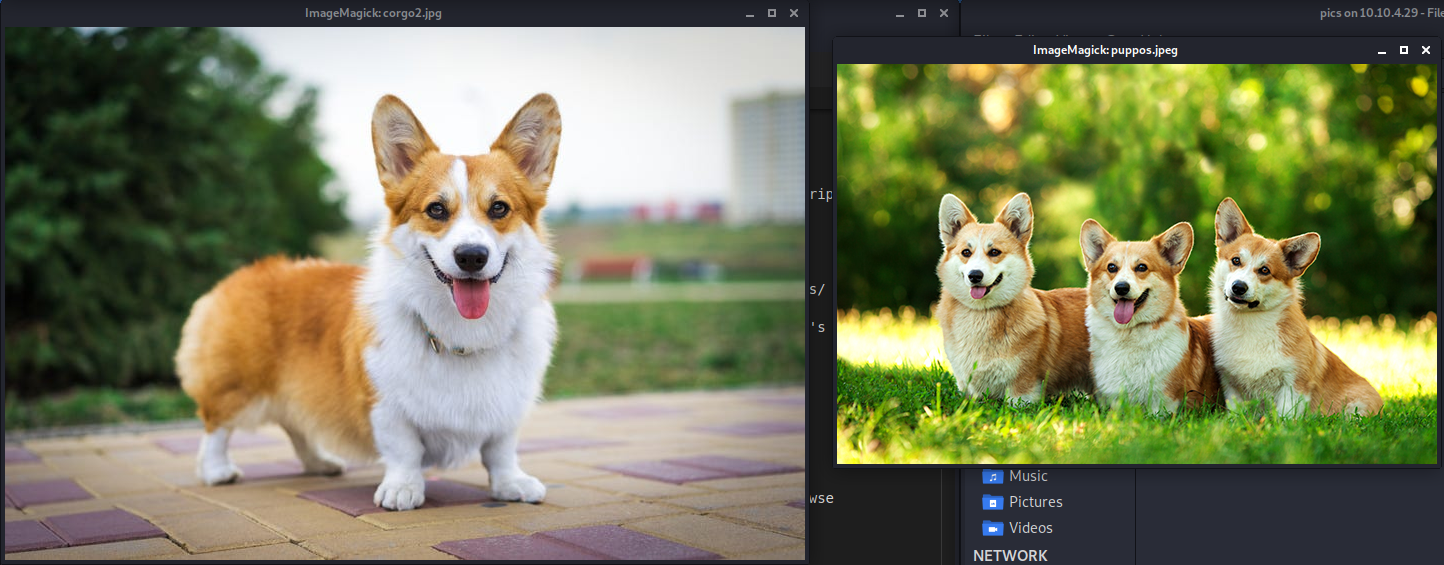 ImageMagick: corgo2.jpg
pics on 10.10.4.29 - File
ImageMagick: puppos.jpeg
rip
s/
's
wse
Music
Pictures
Videos
NETWORK